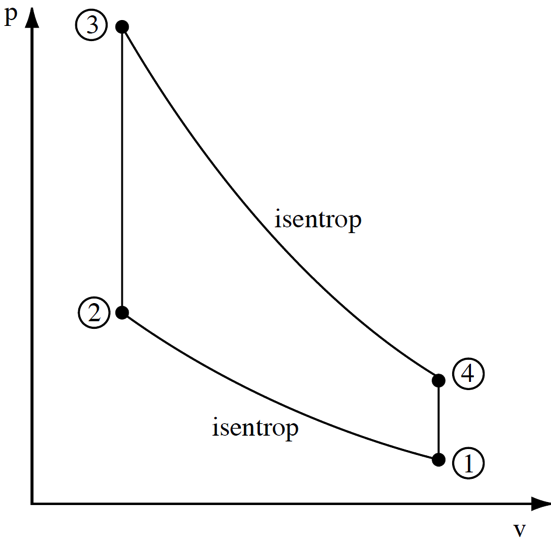 p
③
isentrop
②
④
isentrop
①
v